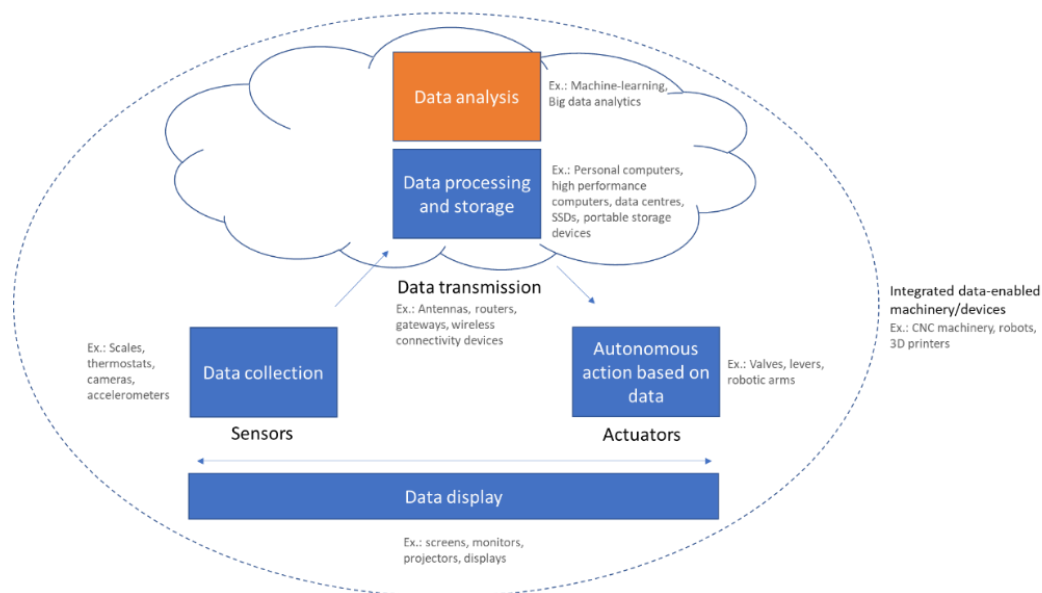 Data analysis
Ex.: Machine-learning,
Big data analytics
Data processing
and storage
Ex.: Personal computers,
high performance
computers, data centres,
SSDs, portable storage
devices
Data transmission
Ex.: Antennas, routers,
gateways, wireless
connectivity devices
Integrated data-enabled
machinery/devices
Ex.: CNC machinery, robots,
3D printers
Ex.: Scales,
thermostats,
cameras,
accelerometers
Data collection
Sensors
Autonomous
action based on
data
Ex.: Valves, levers,
robotic arms
Actuators
Data display
Ex.: screens, monitors,
projectors, displays